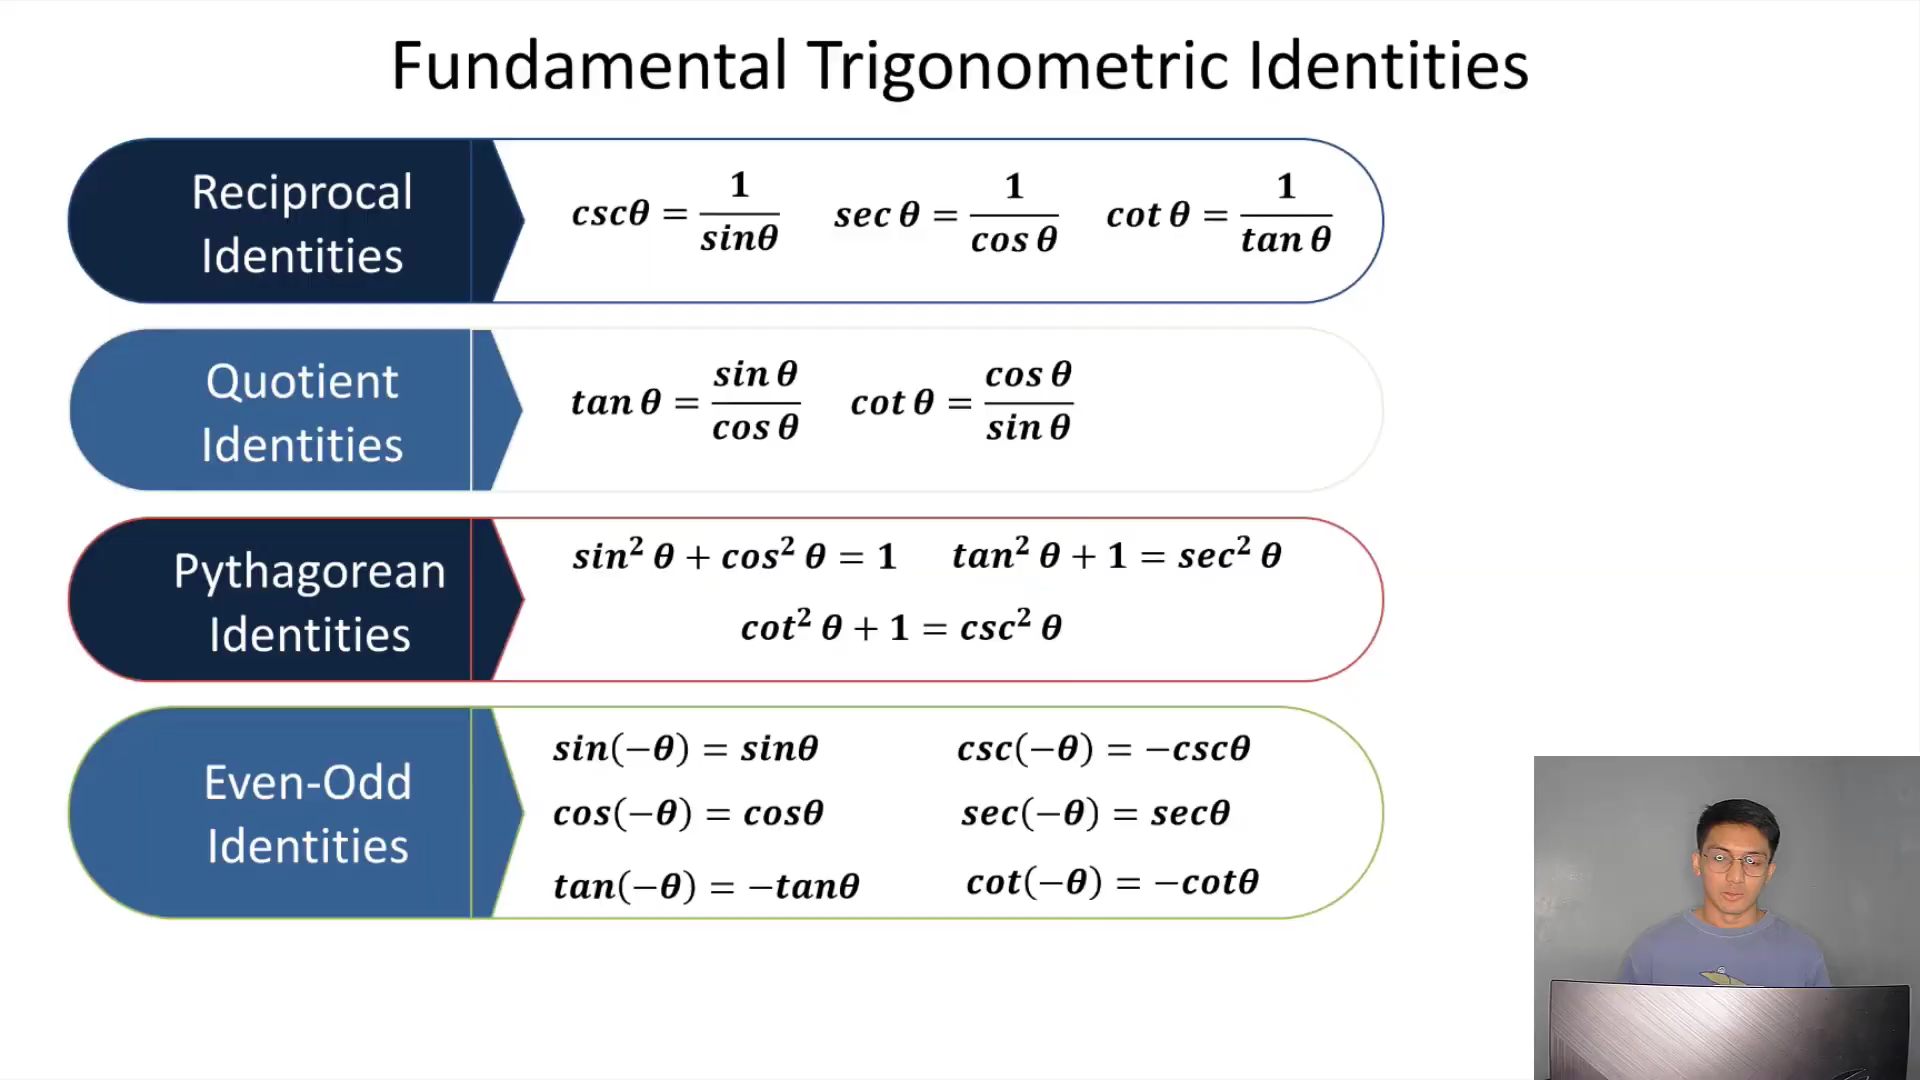 Fundamental Trigonometric Identities
Reciprocal
Identities
cscθ = 1/sinθ sec θ = 1/cos θ cot θ = 1/tan θ
Quotient
Identities
tan θ = sin θ/cos θ cot θ = cos θ/sin θ
Pythagorean
Identities
sin² θ + cos² θ = 1 tan² θ + 1 = sec² θ
cot² θ + 1 = csc² θ
Even-Odd
Identities
sin(−θ) = sinθ csc(−θ) = −cscθ
cos(−θ) = cosθ sec(−θ) = secθ
tan(−θ) = −tanθ cot(−θ) = −cotθ